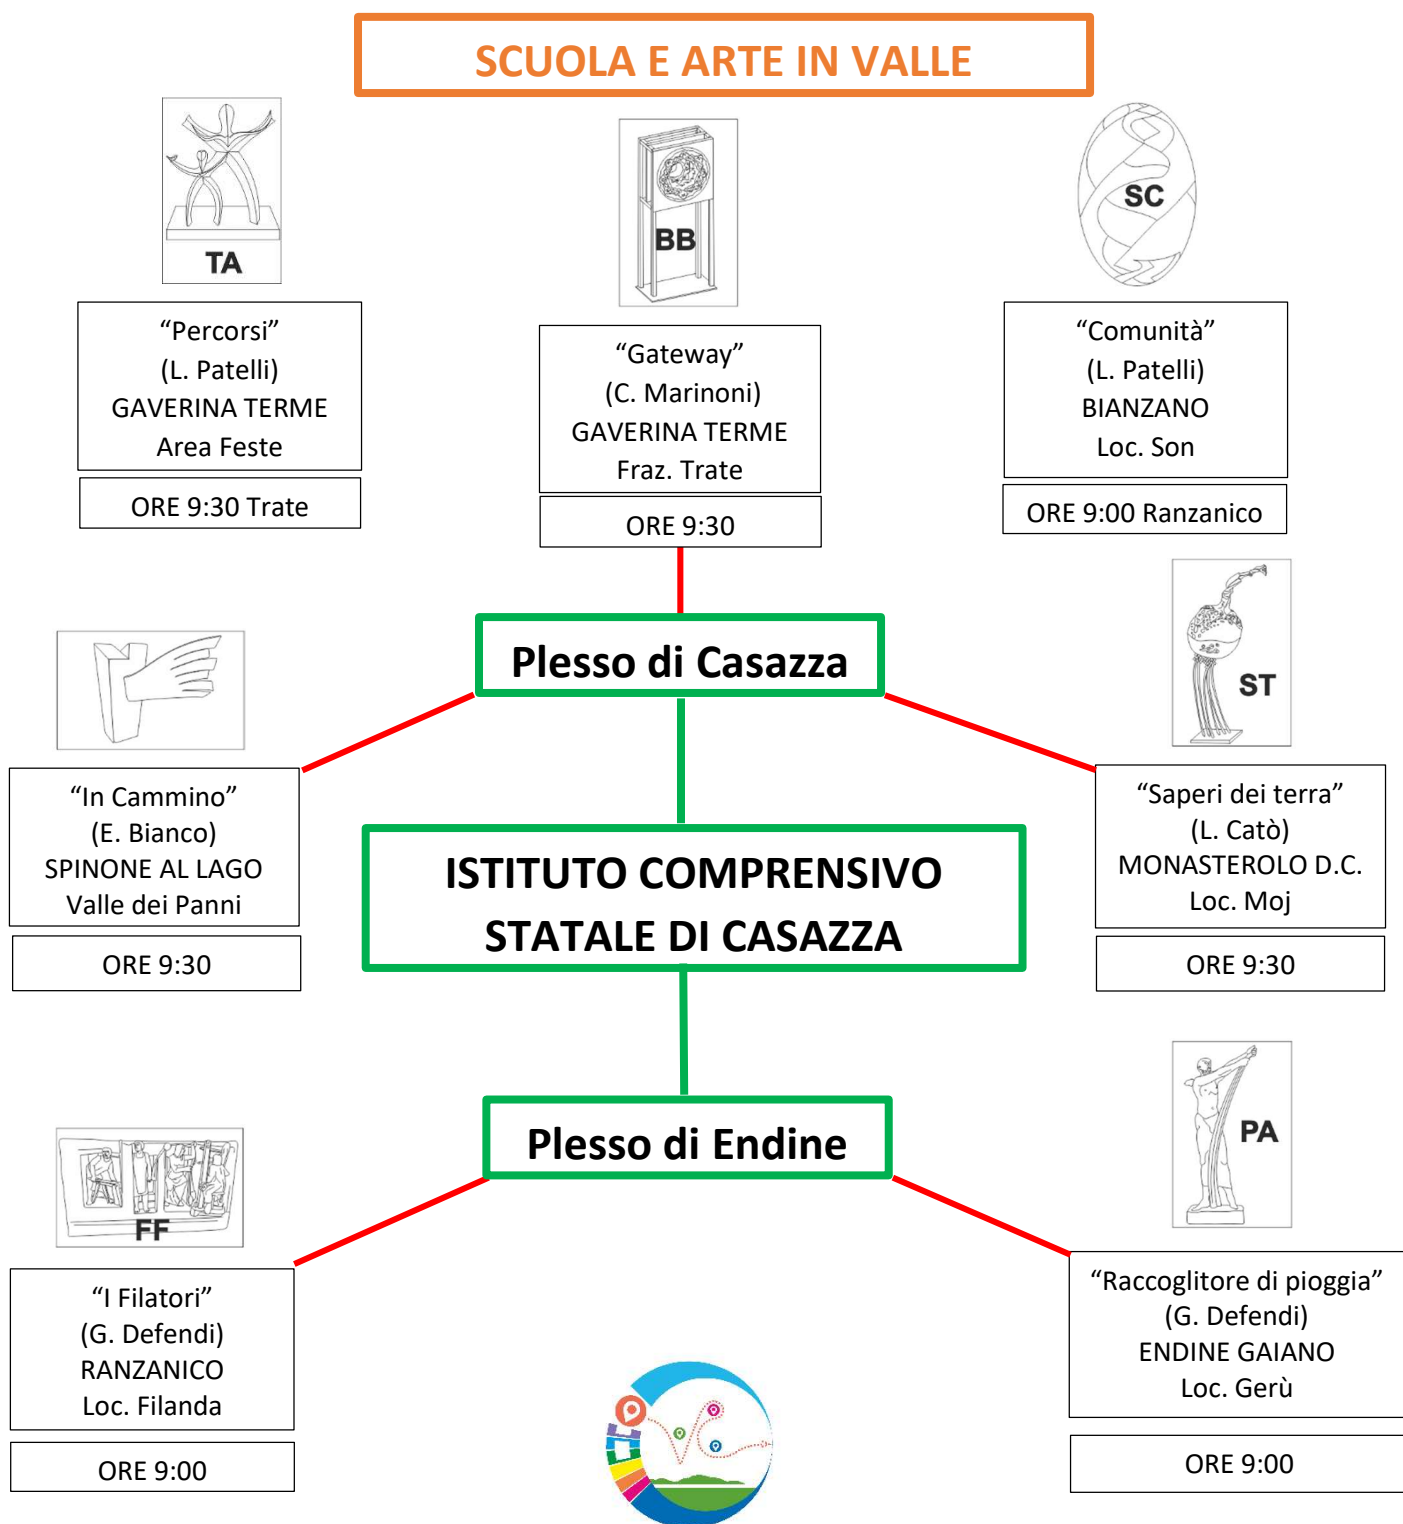 SCUOLA E ARTE IN VALLE
TA
BB
SC
“Percorsi”
(L. Patelli)
GAVERINA TERME
Area Feste
ORE 9:30 Trate
“Gateway”
(C. Marinoni)
GAVERINA TERME
Fraz. Trate
ORE 9:30
“Comunità”
(L. Patelli)
BIANZANO
Loc. Son
ORE 9:00 Ranzanico
Plesso di Casazza
ST
“In Cammino”
(E. Bianco)
SPINONE AL LAGO
Valle dei Panni
ORE 9:30
ISTITUTO COMPRENSIVO
STATALE DI CASAZZA
“Saperi dei terra”
(L. Catò)
MONASTEROLO D.C.
Loc. Moj
ORE 9:30
Plesso di Endine
FF
PA
“I Filatori”
(G. Defendi)
RANZANICO
Loc. Filanda
ORE 9:00
“Raccoglitore di pioggia”
(G. Defendi)
ENDINE GAIANO
Loc. Gerù
ORE 9:00